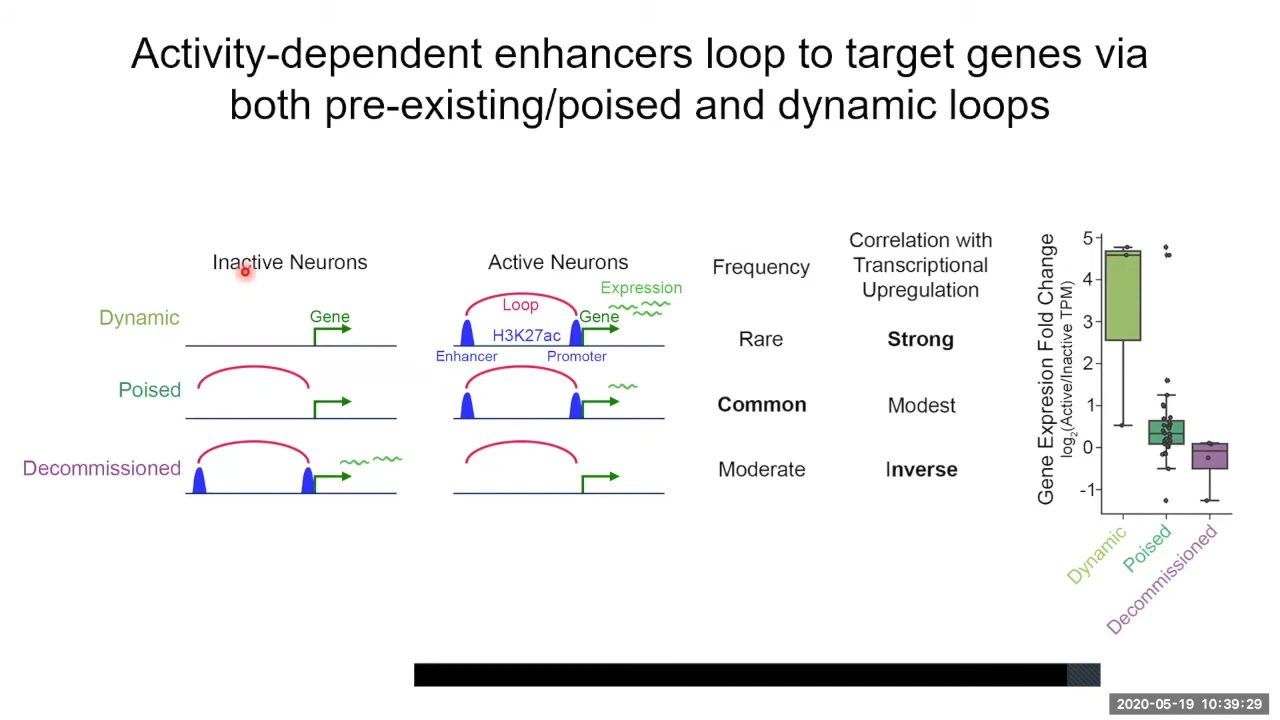 Activity-dependent enhancers loop to target genes via
both pre-existing/poised and dynamic loops
Inactive Neurons
Active Neurons
Frequency
Correlation with
Transcriptional
Upregulation
Dynamic
Gene
Loop
Expression
Gene
H3K27ac
Enhancer
Promoter
Rare
Strong
Poised
Common
Modest
Decommissioned
Moderate
Inverse
Gene Expresion Fold Change
log2(Active/Inactive TPM)
5
4
3
2
1
0
-1
Dynamic
Poised
Decommissioned
2020-05-19 10:39:29